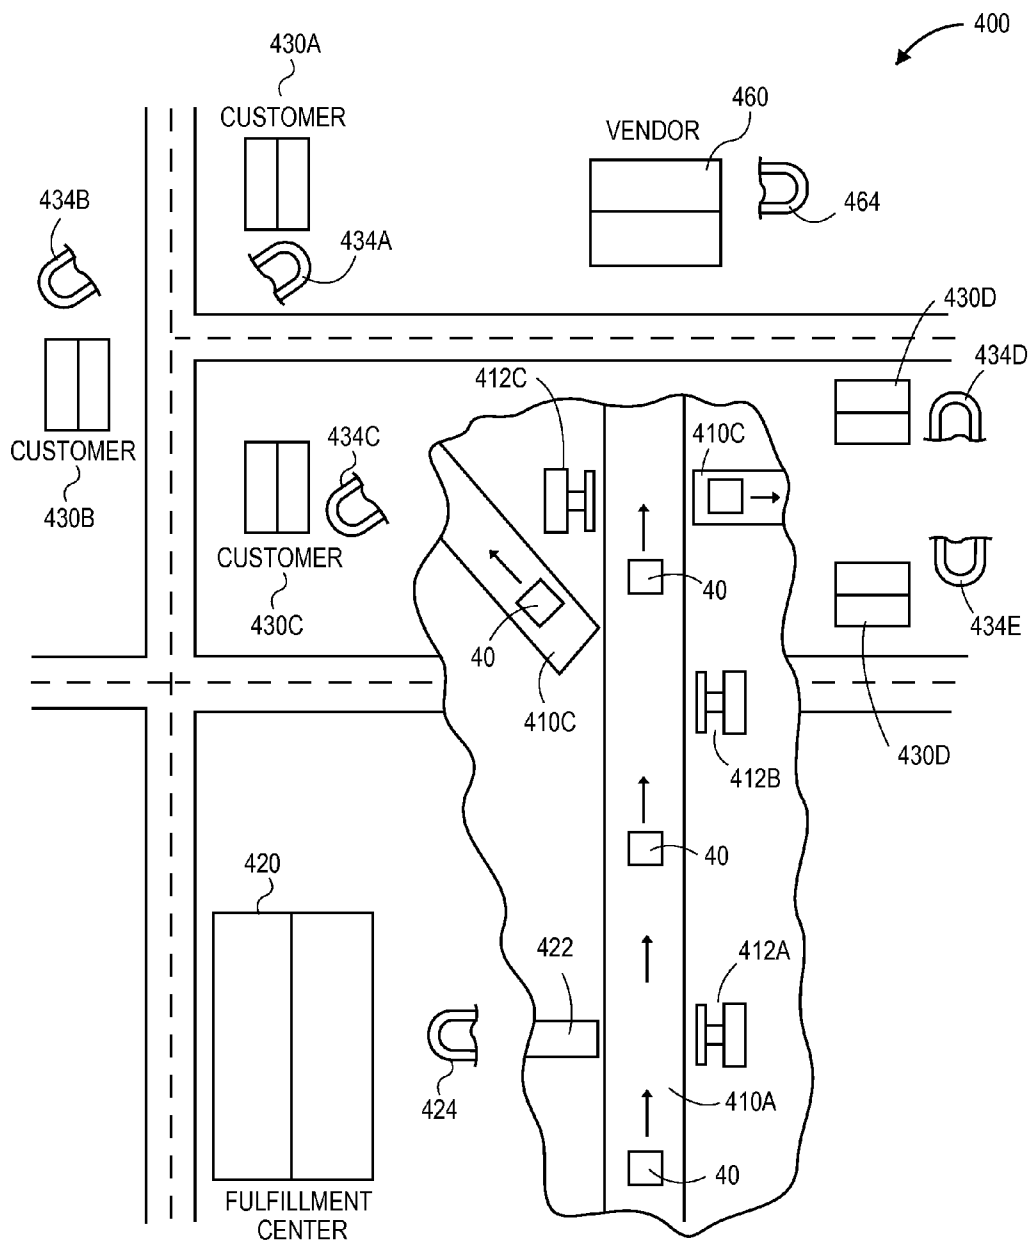 400
430A
CUSTOMER
460
VENDOR
434B
434A
464
430D
434D
412C
434C
410C
CUSTOMER
430B
CUSTOMER
430C
40
40
434E
410C
412B
430D
40
420
422
412A
424
410A
40
FULFILLMENT
CENTER